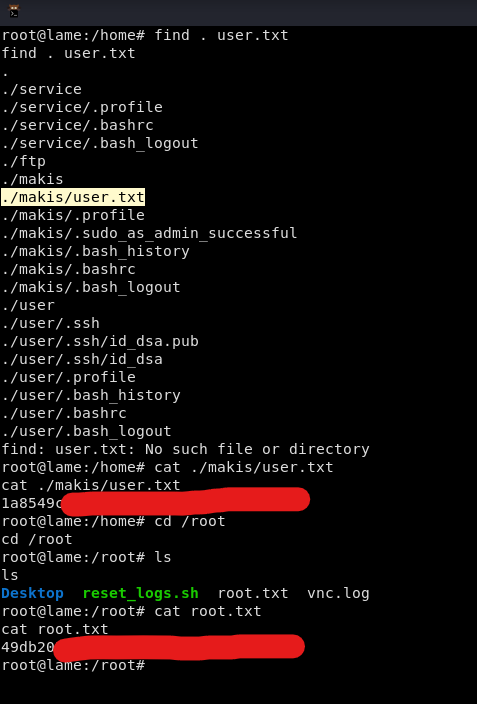 root@lame:/home# find . user.txt
find . user.txt
.
./service
./service/.profile
./service/.bashrc
./service/.bash_logout
./ftp
./makis
./makis/user.txt
./makis/.profile
./makis/.sudo_as_admin_successful
./makis/.bash_history
./makis/.bashrc
./makis/.bash_logout
./user
./user/.ssh
./user/.ssh/id_dsa.pub
./user/.ssh/id_dsa
./user/.profile
./user/.bash_history
./user/.bashrc
./user/.bash_logout
find: user.txt: No such file or directory
root@lame:/home# cat ./makis/user.txt
cat ./makis/user.txt
1a8549c
root@lame:/home# cd /root
cd /root
root@lame:/root# ls
ls
Desktop  reset_logs.sh  root.txt  vnc.log
root@lame:/root# cat root.txt
cat root.txt
49db20
root@lame:/root#